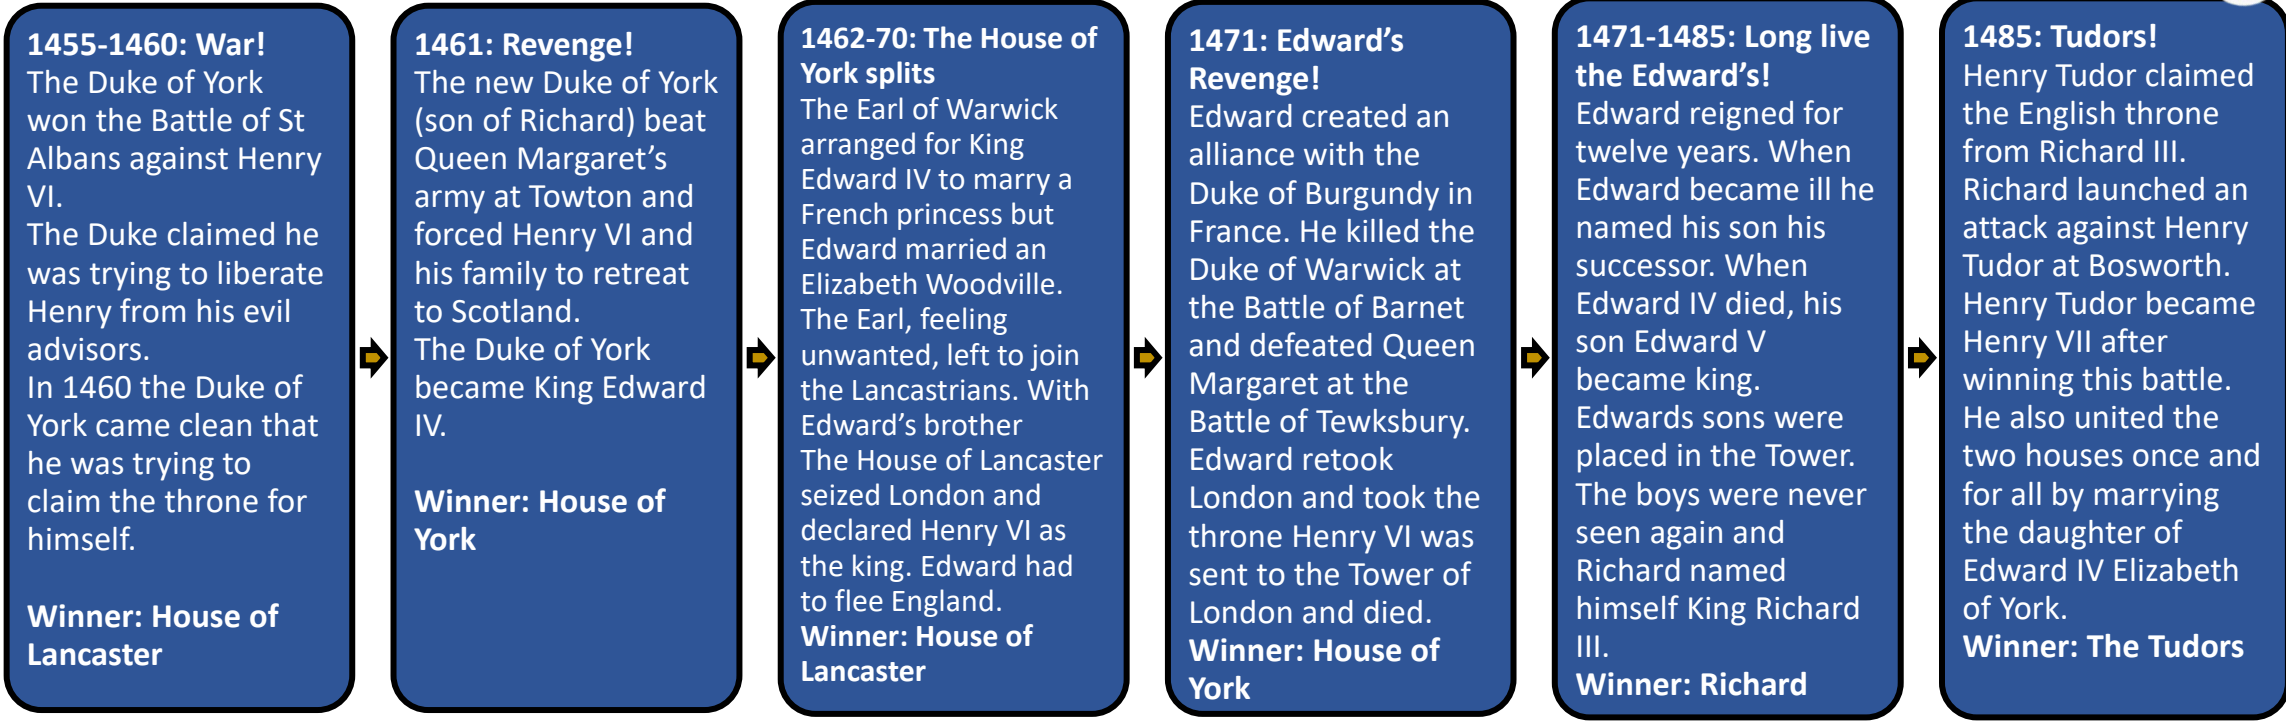 1455-1460: War!
The Duke of York
won the Battle of St
Albans against Henry
VI.
The Duke claimed he
was trying to liberate
Henry from his evil
advisors.
In 1460 the Duke of
York came clean that
he was trying to
claim the throne for
himself.
Winner: House of
Lancaster
1461: Revenge!
The new Duke of York
(son of Richard) beat
Queen Margaret’s
army at Towton and
forced Henry VI and
his family to retreat
to Scotland.
The Duke of York
became King Edward
IV.
Winner: House of
York
1462-70: The House of
York splits
The Earl of Warwick
arranged for King
Edward IV to marry a
French princess but
Edward married an
Elizabeth Woodville.
The Earl, feeling
unwanted, left to join
the Lancastrians. With
Edward’s brother
The House of Lancaster
seized London and
declared Henry VI as
the king. Edward had
to flee England.
Winner: House of
Lancaster
1471: Edward’s
Revenge!
Edward created an
alliance with the
Duke of Burgundy in
France. He killed the
Duke of Warwick at
the Battle of Barnet
and defeated Queen
Margaret at the
Battle of Tewksbury.
Edward retook
London and took the
throne Henry VI was
sent to the Tower of
London and died.
Winner: House of
York
1471-1485: Long live
the Edward’s!
Edward reigned for
twelve years. When
Edward became ill he
named his son his
successor. When
Edward IV died, his
son Edward V
became king.
Edwards sons were
placed in the Tower.
The boys were never
seen again and
Richard named
himself King Richard
III.
Winner: Richard
1485: Tudors!
Henry Tudor claimed
the English throne
from Richard III.
Richard launched an
attack against Henry
Tudor at Bosworth.
Henry Tudor became
Henry VII after
winning this battle.
He also united the
two houses once and
for all by marrying
the daughter of
Edward IV Elizabeth
of York.
Winner: The Tudors